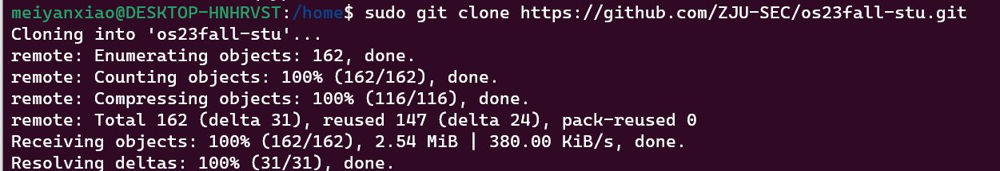 meiyanxiao@DESKTOP-HNHRVST:/home$ sudo git clone https://github.com/ZJU-SEC/os23fall-stu.git
Cloning into 'os23fall-stu'...
remote: Enumerating objects: 162, done.
remote: Counting objects: 100% (162/162), done.
remote: Compressing objects: 100% (116/116), done.
remote: Total 162 (delta 31), reused 147 (delta 24), pack-reused 0
Receiving objects: 100% (162/162), 2.54 MiB | 380.00 KiB/s, done.
Resolving deltas: 100% (31/31), done.